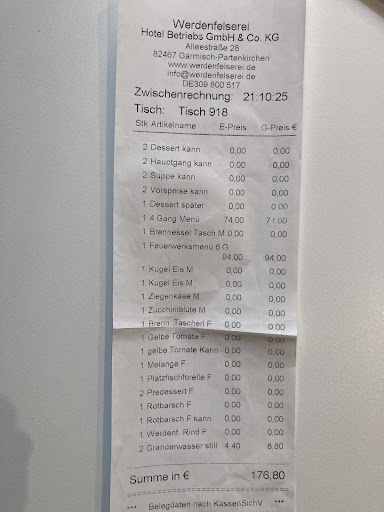 Werdenfelserei
Hotel Betriebs GmbH & Co. KG
Alleestraße 28
82467 Garmisch-Partenkirchen
www.werdenfelserei.de
info@werdenfelserei.de
DE309 800 517
Zwischenrechnung: 21:10:25
Tisch: Tisch 918
Stk Artikelname E-Preis G-Preis €
2 Dessert kann 0,00 0,00
2 Hauptgang kann 0,00 0,00
2 Suppe kann 0,00 0,00
2 Vorspeise kann 0,00 0,00
1 Dessert später 0,00 0,00
1 4 Gang Menü 74,00 74,00
1 Brennessel Tasch M 0,00 0,00
1 Feuerwerksmenü 6 G
94,00 94,00
1 Kugel Eis M 0,00 0,00
1 Kugel Eis M 0,00 0,00
1 Ziegenkäse M 0,00 0,00
1 Zucchiniblüte M 0,00 0,00
1 Brenn. Tascherl F 0,00 0,00
1 Gelbe Tomate F 0,00 0,00
1 gelbe Tomate Kann 0,00 0,00
1 Melange F 0,00 0,00
1 Platzfischforelle F 0,00 0,00
2 Predessert F 0,00 0,00
1 Rotbarsch F 0,00 0,00
1 Rotbarsch F kann 0,00 0,00
1 Werdenf. Rind F 0,00 0,00
2 Granderwasser still 4,40 8,80
Summe in € 176,80
*** Belegdaten nach KassenSichV ***